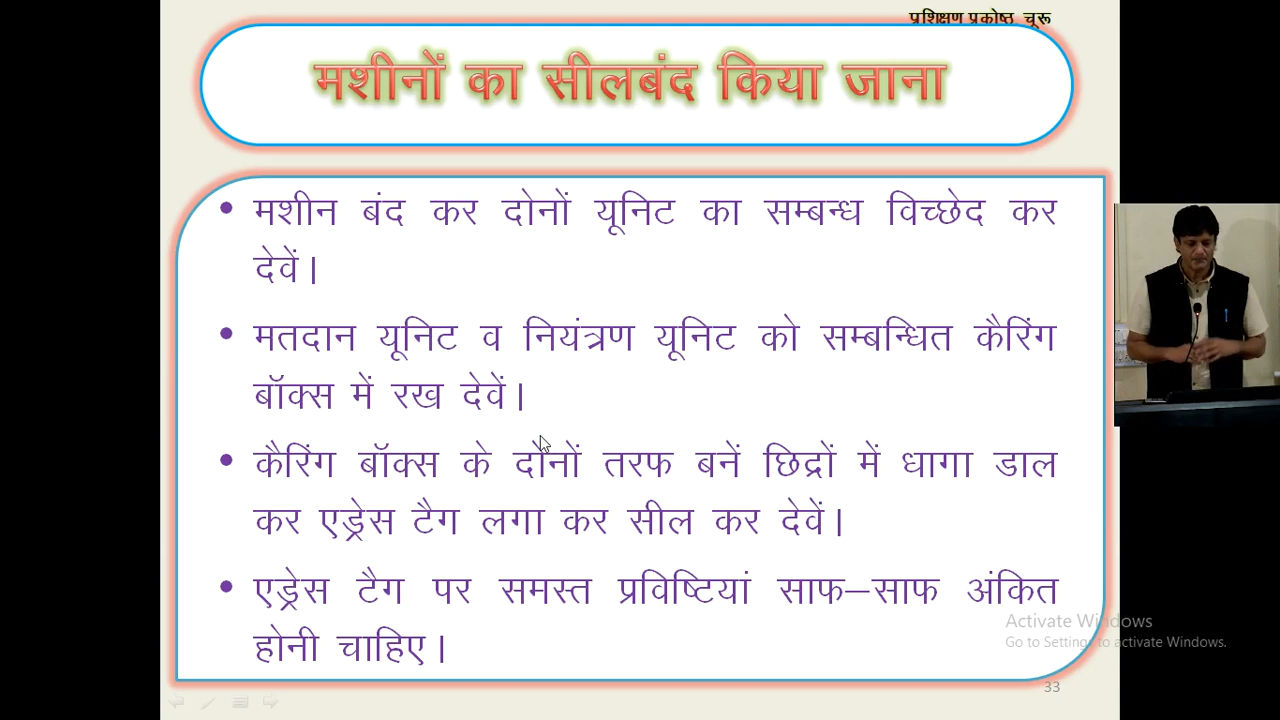 प्रशिक्षण प्रकोष्ठ चूरू
मशीनों का सीलबंद किया जाना
• मशीन बंद कर दोनों यूनिट का सम्बन्ध विच्छेद कर
देवें।
• मतदान यूनिट व नियंत्रण यूनिट को सम्बन्धित कैरिंग
बॉक्स में रख देवें।
• कैरिंग बॉक्स के दोनों तरफ बनें छिद्रों में धागा डाल
कर एड्रेस टैग लगा कर सील कर देवें।
• एड्रेस टैग पर समस्त प्रविष्टियां साफ–साफ अंकित
होनी चाहिए।
Activate Windows
Go to Settings to activate Windows.
33